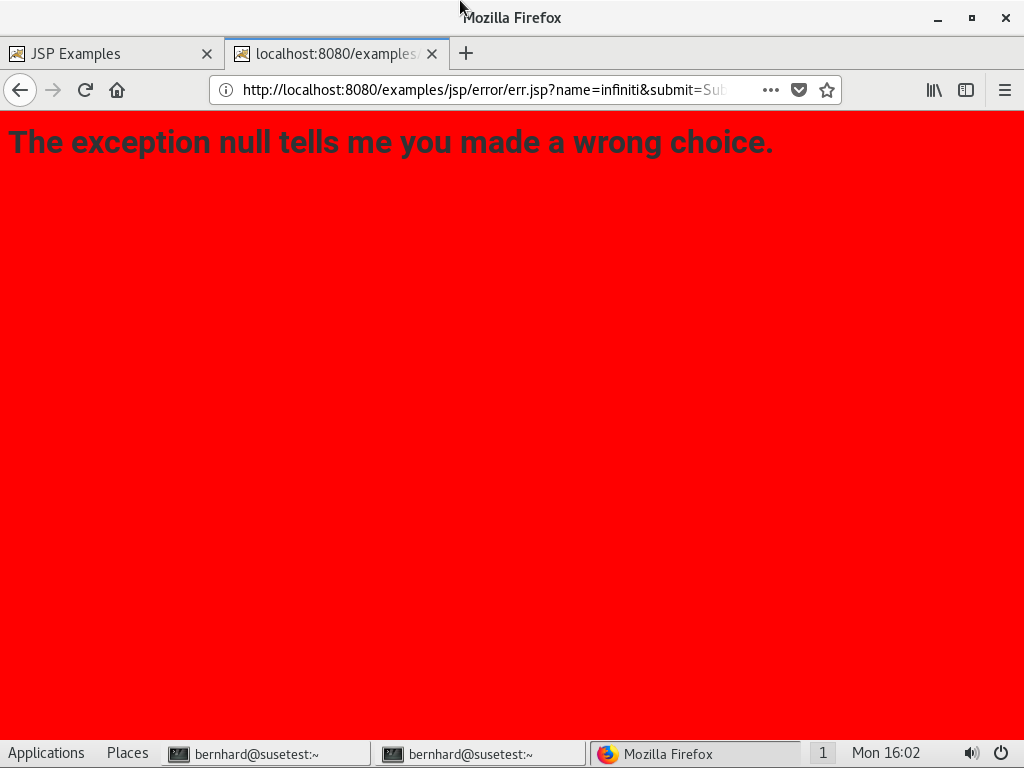 Mozilla Firefox
JSP Examples
localhost:8080/examples/
http://localhost:8080/examples/jsp/error/err.jsp?name=infiniti&submit=Sub
The exception null tells me you made a wrong choice.
Applications Places bernhard@susetest:~ bernhard@susetest:~ Mozilla Firefox 1 Mon 16:02